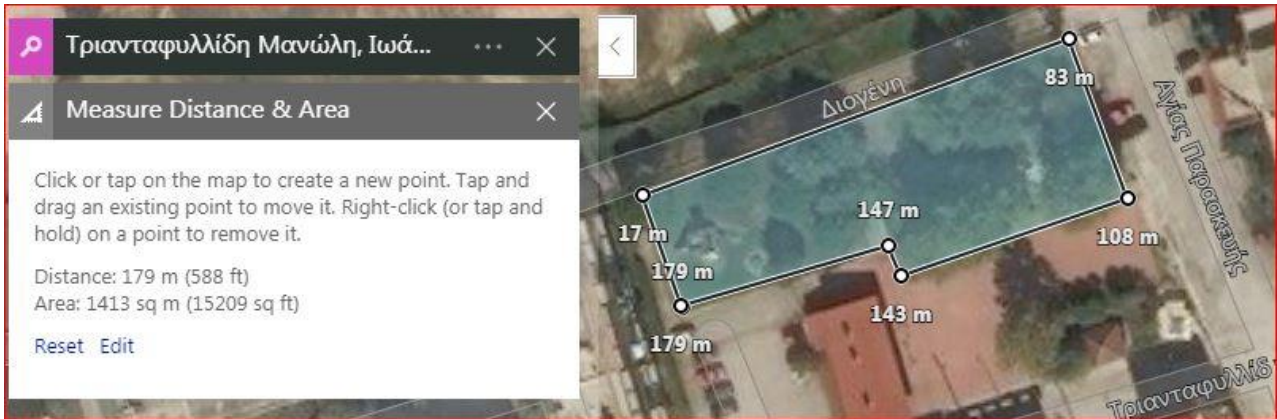 Τριανταφυλλίδη Μανώλη, Ιωά...
Measure Distance & Area
Click or tap on the map to create a new point. Tap and
drag an existing point to move it. Right-click (or tap and
hold) on a point to remove it.
Distance: 179 m (588 ft)
Area: 1413 sq m (15209 sq ft)
Reset Edit
83 m
Διογένη
Αγίας Παρασκευής
147 m
17 m
108 m
179 m
143 m
179 m
Τριανταφυλλίδ